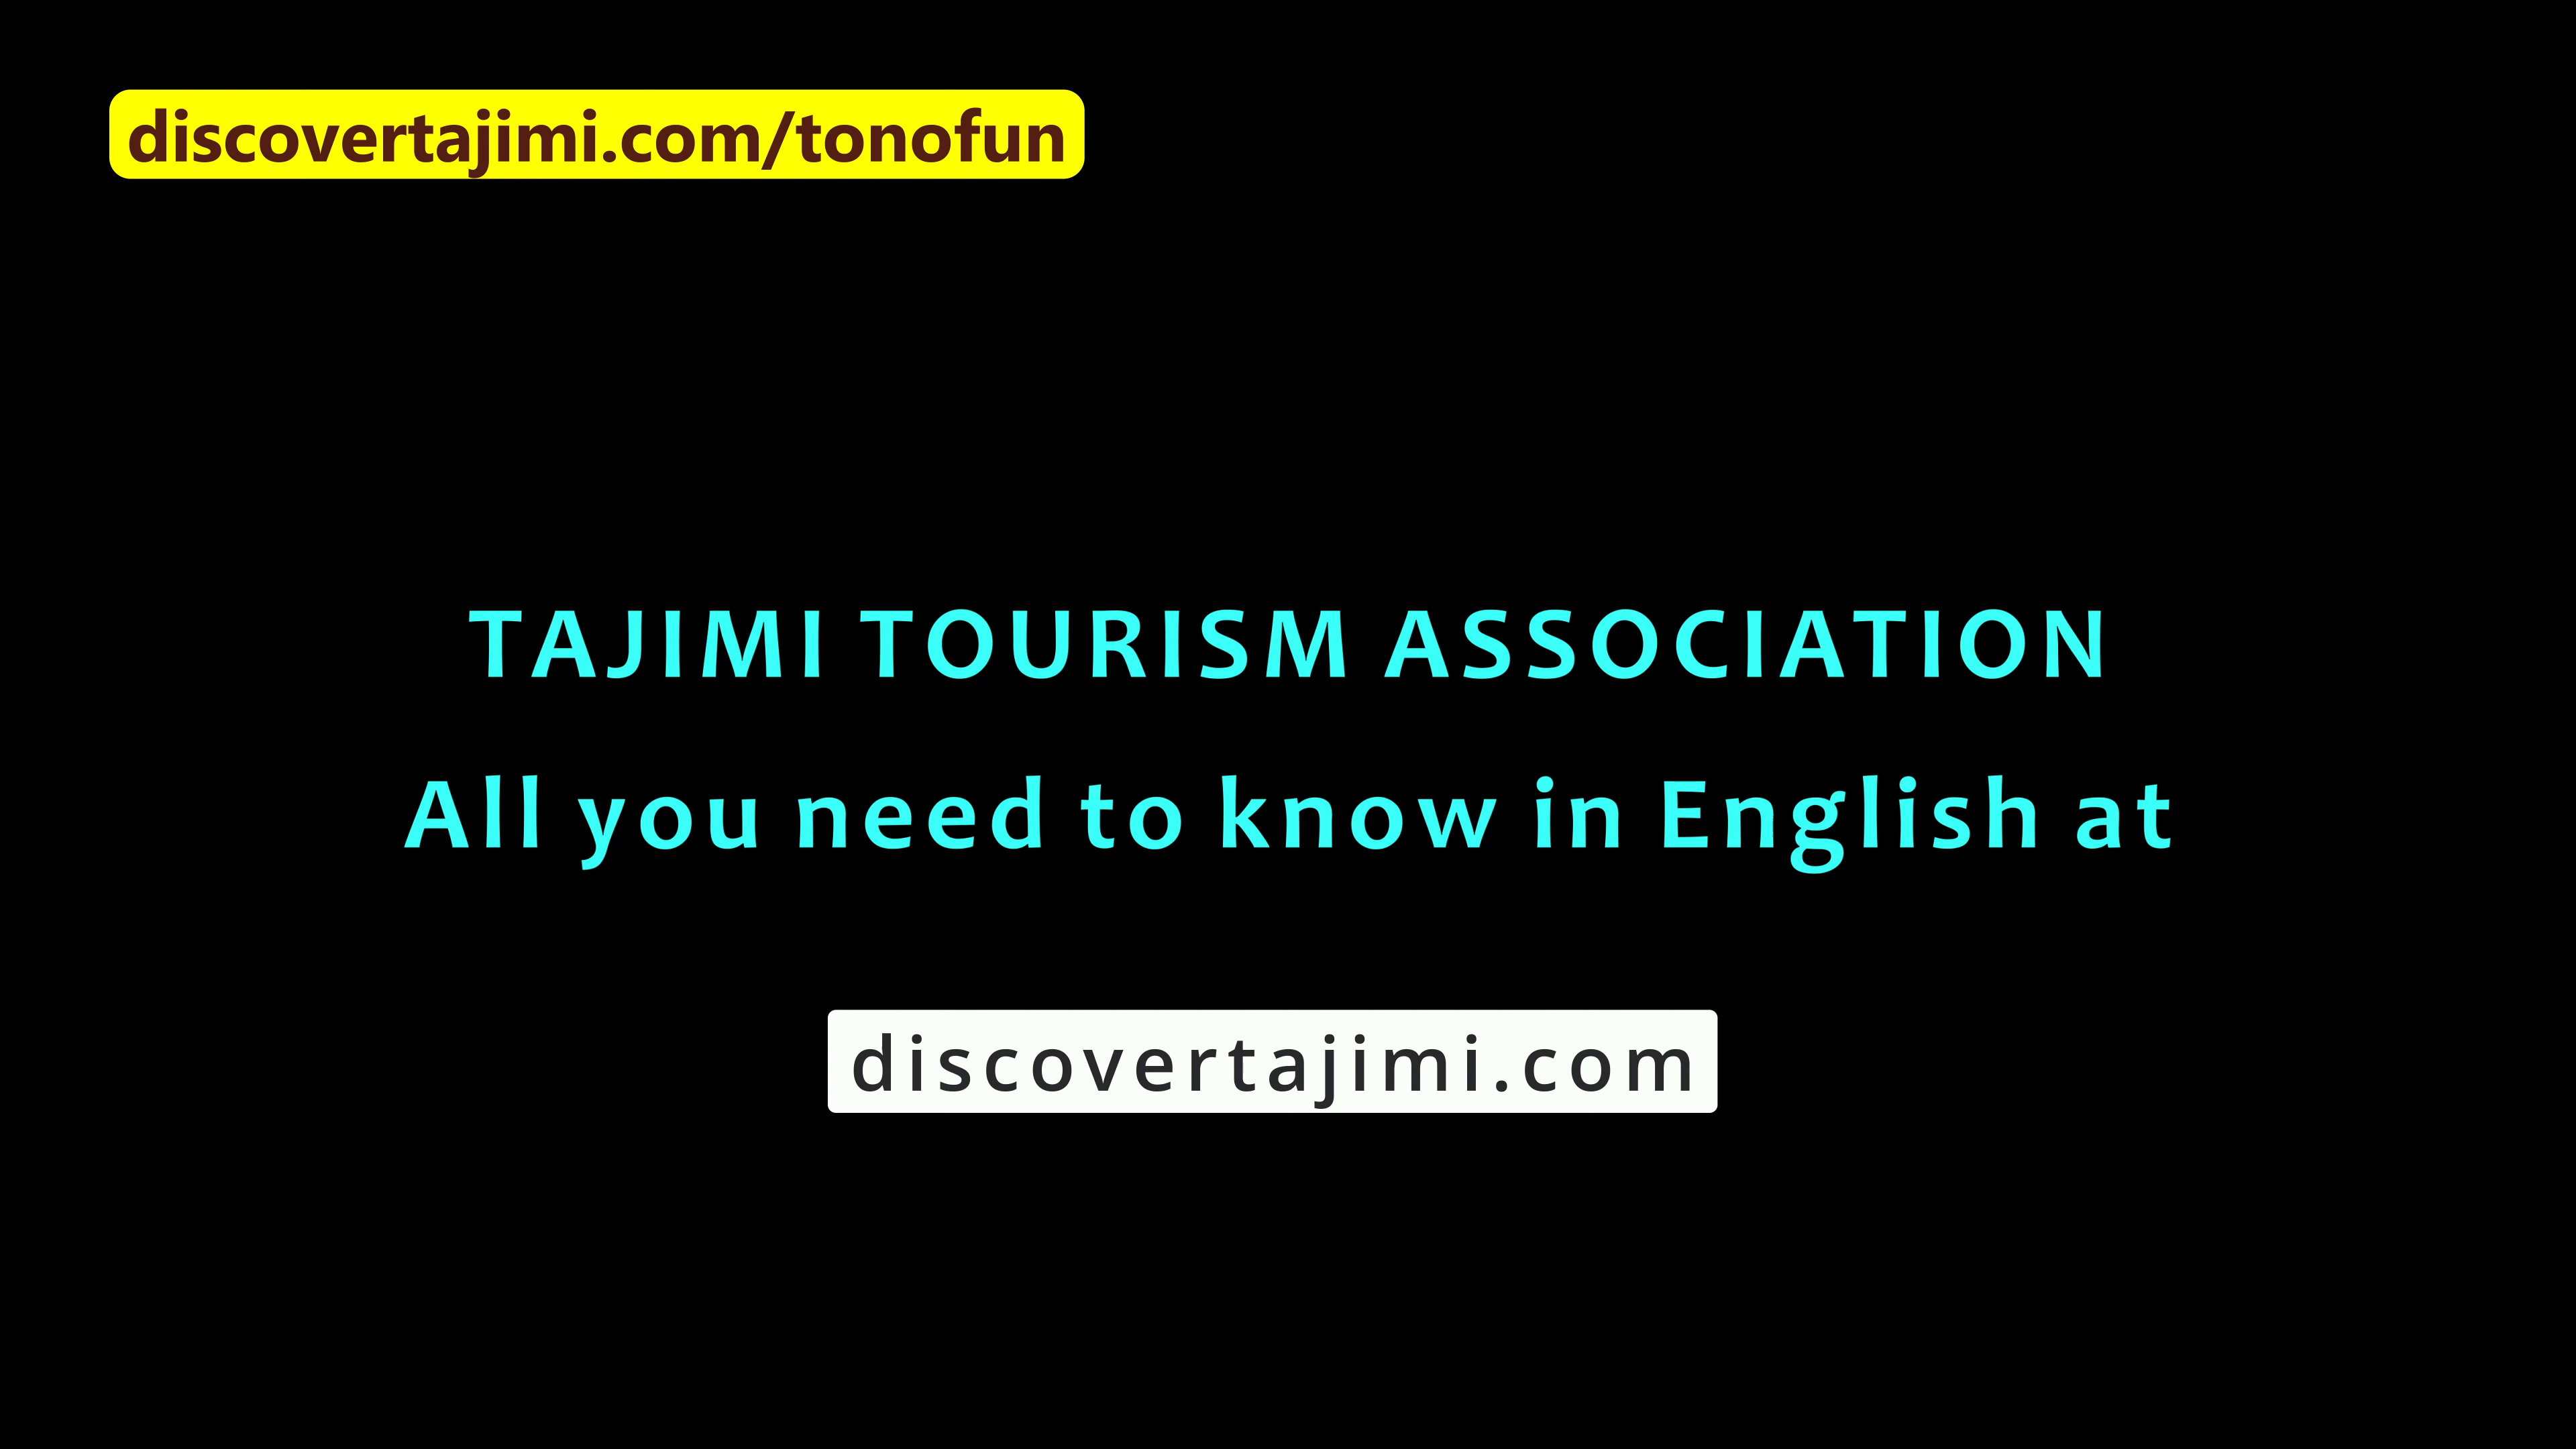 discovertajimi.com/tonofun
TAJIMI TOURISM ASSOCIATION
All you need to know in English at
discovertajimi.com